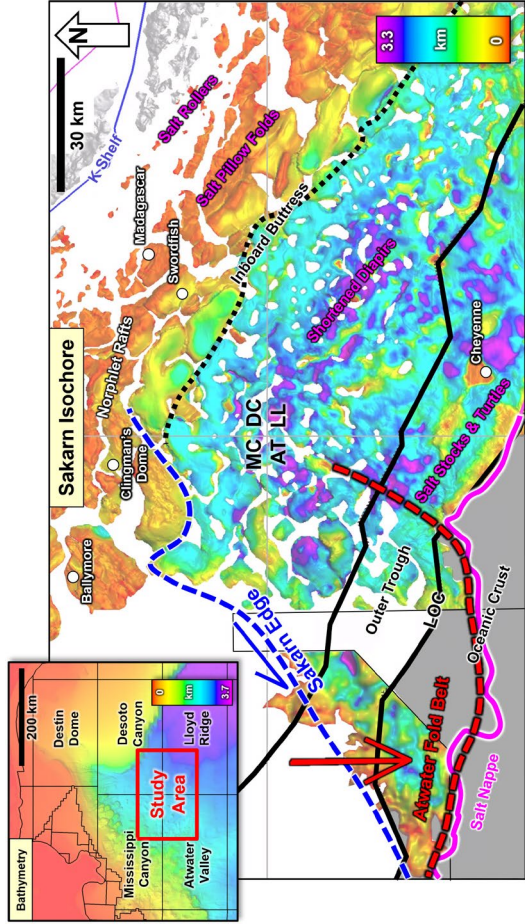 Bathymetry
200 km
Destin
Dome
Desoto
Canyon
Lloyd
Ridge
Mississippi
Canyon
Atwater
Valley
Study
Area
0
km
3.7
Sakarn Isochore
30 km
N
K-Shelf
Salt Rollers
Salt Pillow Folds
Madagascar
Swordfish
Norphlet Rafts
Clingman's
Dome
Ballymore
Inboard Buttress
Sakarn Edge
MC DC
AT LL
Shortened Diapirs
Outer Trough
LOC
Oceanic Crust
Salt Stocks & Turtles
Cheyenne
Atwater Fold Belt
Salt Nappe
3.3
km
0